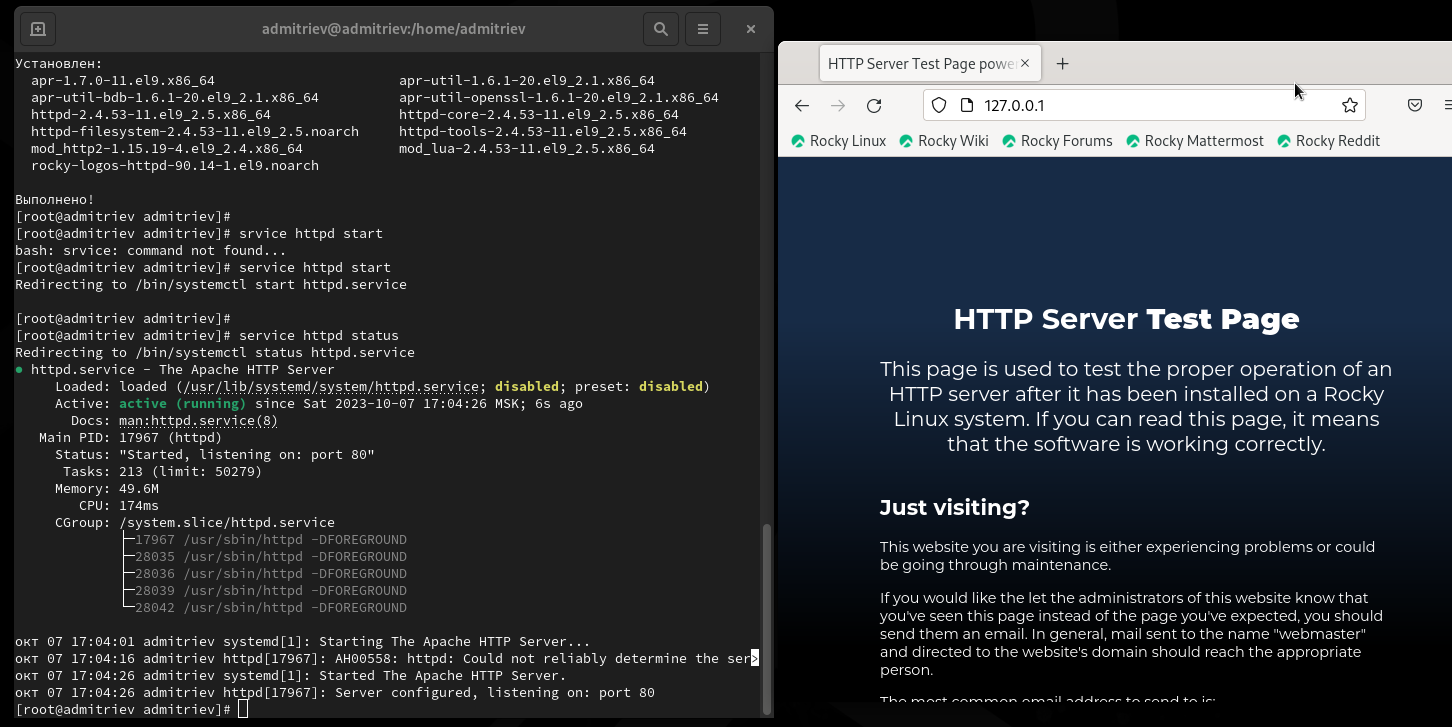 admitriev@admitriev:/home/admitriev
Установлен:
apr-1.7.0-11.el9.x86_64 apr-util-1.6.1-20.el9_2.1.x86_64
apr-util-bdb-1.6.1-20.el9_2.1.x86_64 apr-util-openssl-1.6.1-20.el9_2.1.x86_64
httpd-2.4.53-11.el9_2.5.x86_64 httpd-core-2.4.53-11.el9_2.5.x86_64
httpd-filesystem-2.4.53-11.el9_2.5.noarch httpd-tools-2.4.53-11.el9_2.5.x86_64
mod_http2-1.15.19-4.el9_2.4.x86_64 mod_lua-2.4.53-11.el9_2.5.x86_64
rocky-logos-httpd-90.14-1.el9.noarch
Выполнено!
[root@admitriev admitriev]#
[root@admitriev admitriev]# srvice httpd start
bash: srvice: command not found...
[root@admitriev admitriev]# service httpd start
Redirecting to /bin/systemctl start httpd.service
[root@admitriev admitriev]#
[root@admitriev admitriev]# service httpd status
Redirecting to /bin/systemctl status httpd.service
● httpd.service - The Apache HTTP Server
Loaded: loaded (/usr/lib/systemd/system/httpd.service; disabled; preset: disabled)
Active: active (running) since Sat 2023-10-07 17:04:26 MSK; 6s ago
Docs: man:httpd.service(8)
Main PID: 17967 (httpd)
Status: "Started, listening on: port 80"
Tasks: 213 (limit: 50279)
Memory: 49.6M
CPU: 174ms
CGroup: /system.slice/httpd.service
├─17967 /usr/sbin/httpd -DFOREGROUND
├─28035 /usr/sbin/httpd -DFOREGROUND
├─28036 /usr/sbin/httpd -DFOREGROUND
├─28039 /usr/sbin/httpd -DFOREGROUND
└─28042 /usr/sbin/httpd -DFOREGROUND
окт 07 17:04:01 admitriev systemd[1]: Starting The Apache HTTP Server...
окт 07 17:04:16 admitriev httpd[17967]: AH00558: httpd: Could not reliably determine the ser>
окт 07 17:04:26 admitriev systemd[1]: Started The Apache HTTP Server.
окт 07 17:04:26 admitriev httpd[17967]: Server configured, listening on: port 80
[root@admitriev admitriev]#
HTTP Server Test Page powe
127.0.0.1
Rocky Linux Rocky Wiki Rocky Forums Rocky Mattermost Rocky Reddit
HTTP Server Test Page
This page is used to test the proper operation of an
HTTP server after it has been installed on a Rocky
Linux system. If you can read this page, it means
that the software is working correctly.
Just visiting?
This website you are visiting is either experiencing problems or could
be going through maintenance.
If you would like the let the administrators of this website know that
you've seen this page instead of the page you've expected, you should
send them an email. In general, mail sent to the name "webmaster"
and directed to the website's domain should reach the appropriate
person.
The most common email address to send to is: